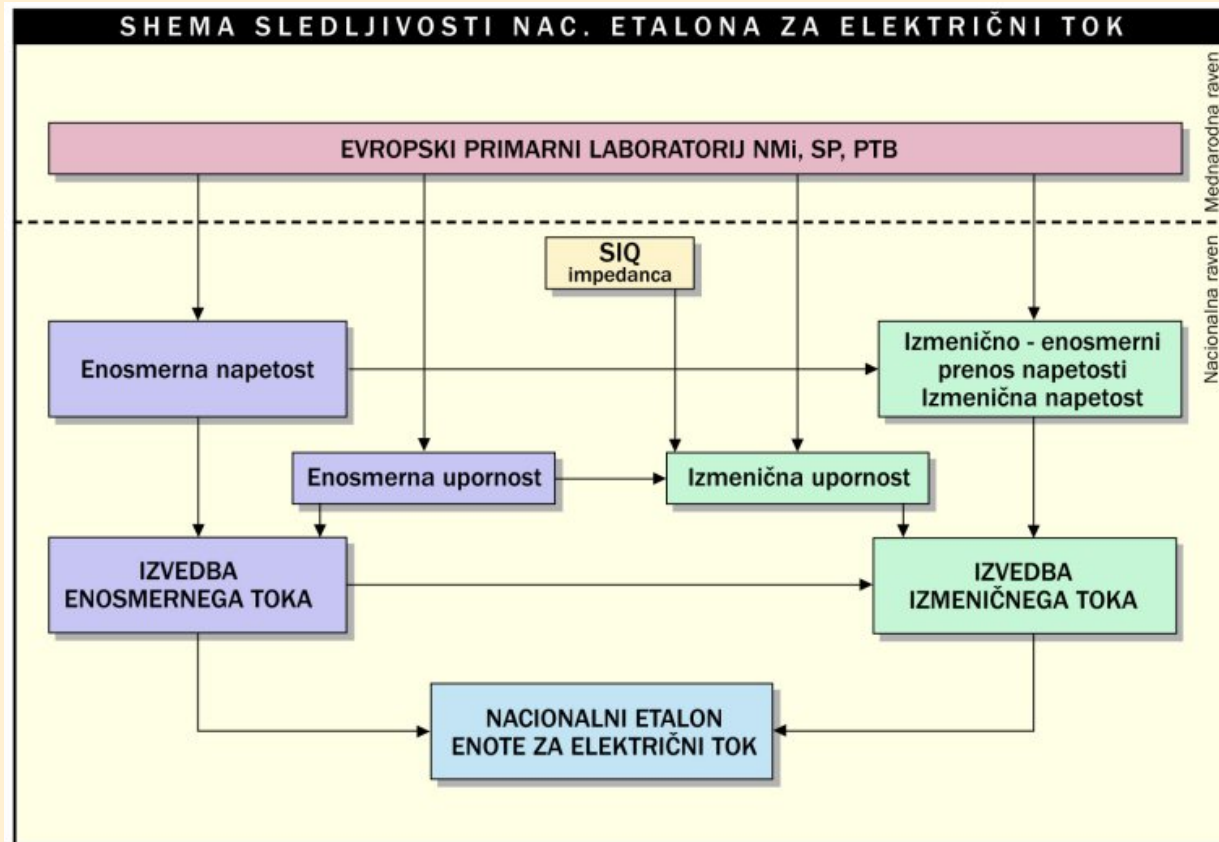 SHEMA SLEDLJIVOSTI NAC. ETALONA ZA ELEKTRIČNI TOK
Mednarodna raven
EVROPSKI PRIMARNI LABORATORIJ NMi, SP, PTB
Nacionalna raven
SIQ
impedanca
Enosmerna napetost
Izmenično - enosmerni
prenos napetosti
Izmenična napetost
Enosmerna upornost
Izmenična upornost
IZVEDBA
ENOSMERNEGA TOKA
IZVEDBA
IZMENIČNEGA TOKA
NACIONALNI ETALON
ENOTE ZA ELEKTRIČNI TOK